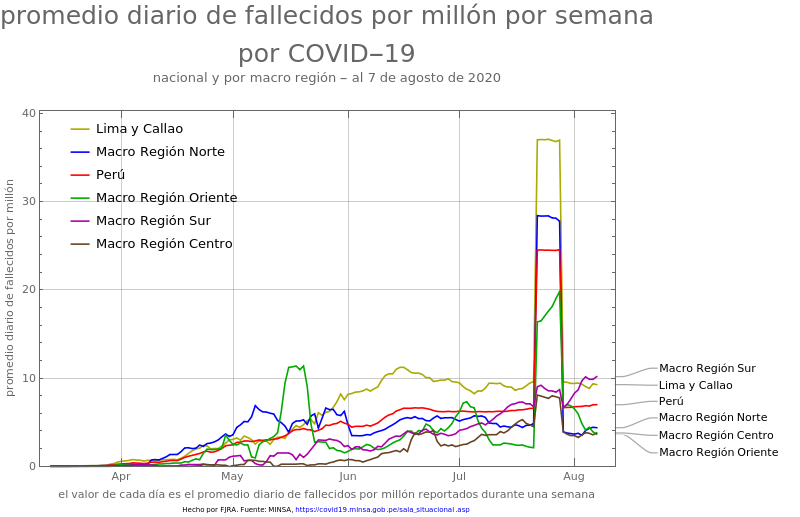 promedio diario de fallecidos por millón por semana
por COVID−19
nacional y por macro región − al 7 de agosto de 2020
promedio diario de fallecidos por millón
40
30
20
10
0
Lima y Callao
Macro Región Norte
Perú
Macro Región Oriente
Macro Región Sur
Macro Región Centro
Macro Región Sur
Lima y Callao
Perú
Macro Región Norte
Macro Región Centro
Macro Región Oriente
Apr May Jun Jul Aug
el valor de cada día es el promedio diario de fallecidos por millón reportados durante una semana
Hecho por FJRA. Fuente: MINSA, https://covid19.minsa.gob.pe/sala_situacional.asp